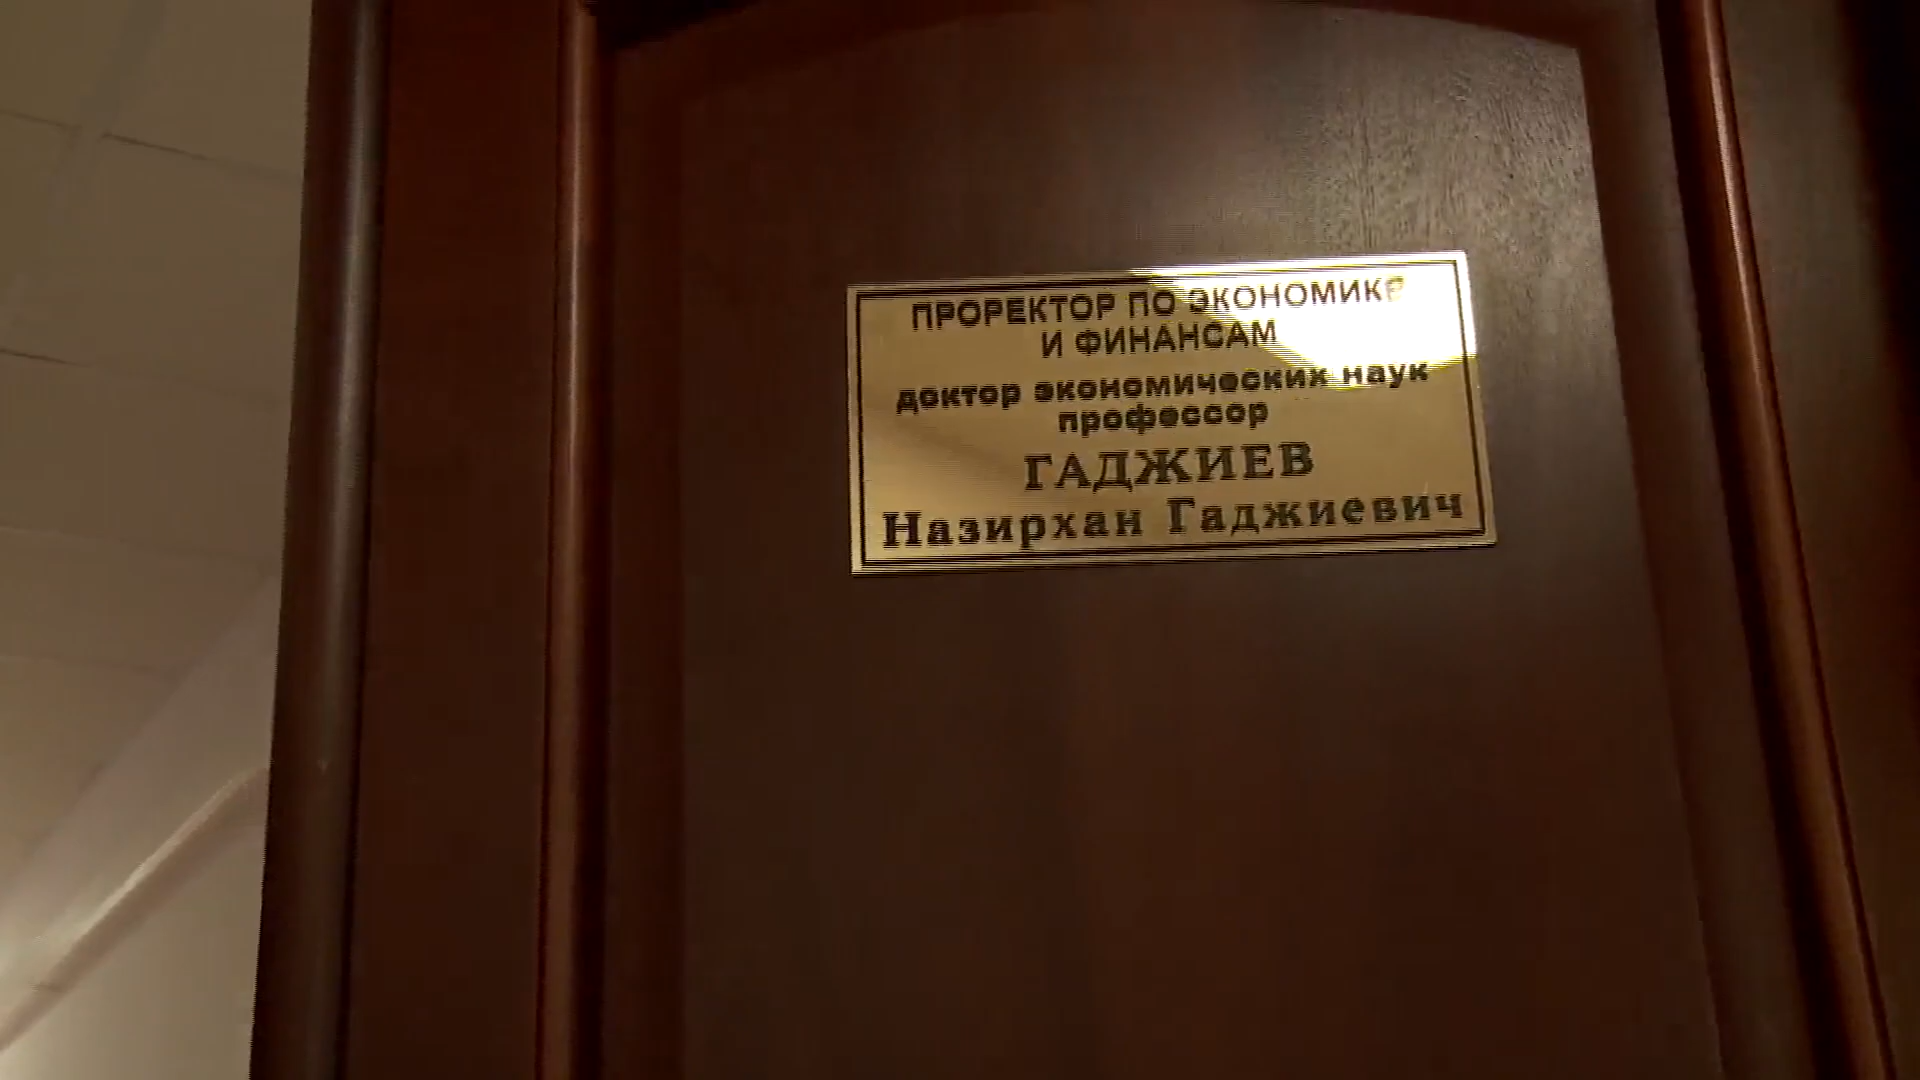 ПРОРЕКТОР ПО ЭКОНОМИКЕ
И ФИНАНСАМ
доктор экономических наук
профессор
ГАДЖИЕВ
Назирхан Гаджиевич